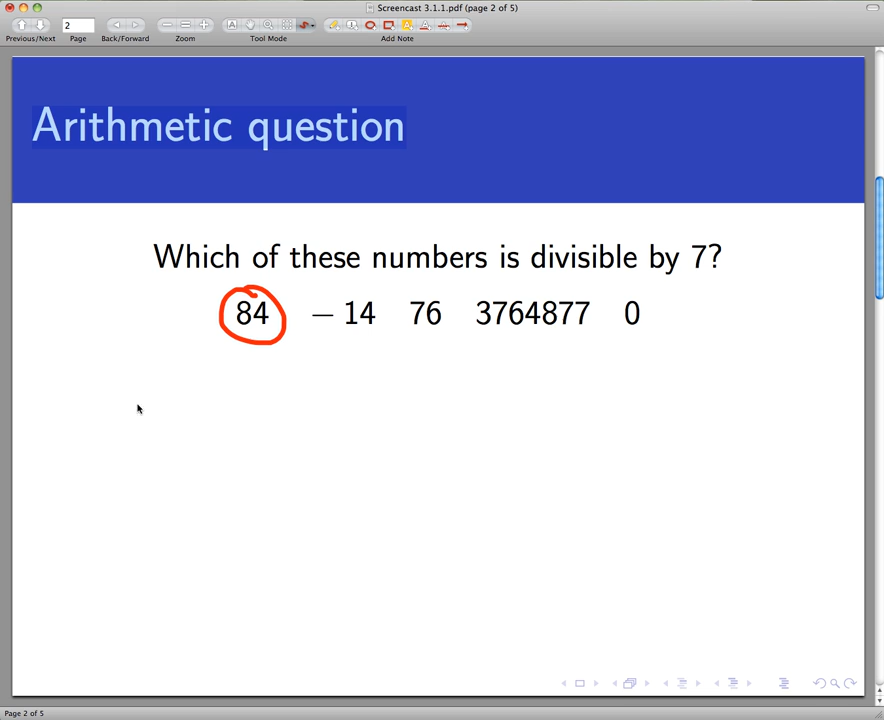 Screencast 3.1.1.pdf (page 2 of 5)
2
Previous/Next Page Back/Forward Zoom Tool Mode Add Note
Arithmetic question
Which of these numbers is divisible by 7?
84 − 14 76 3764877 0
Page 2 of 5